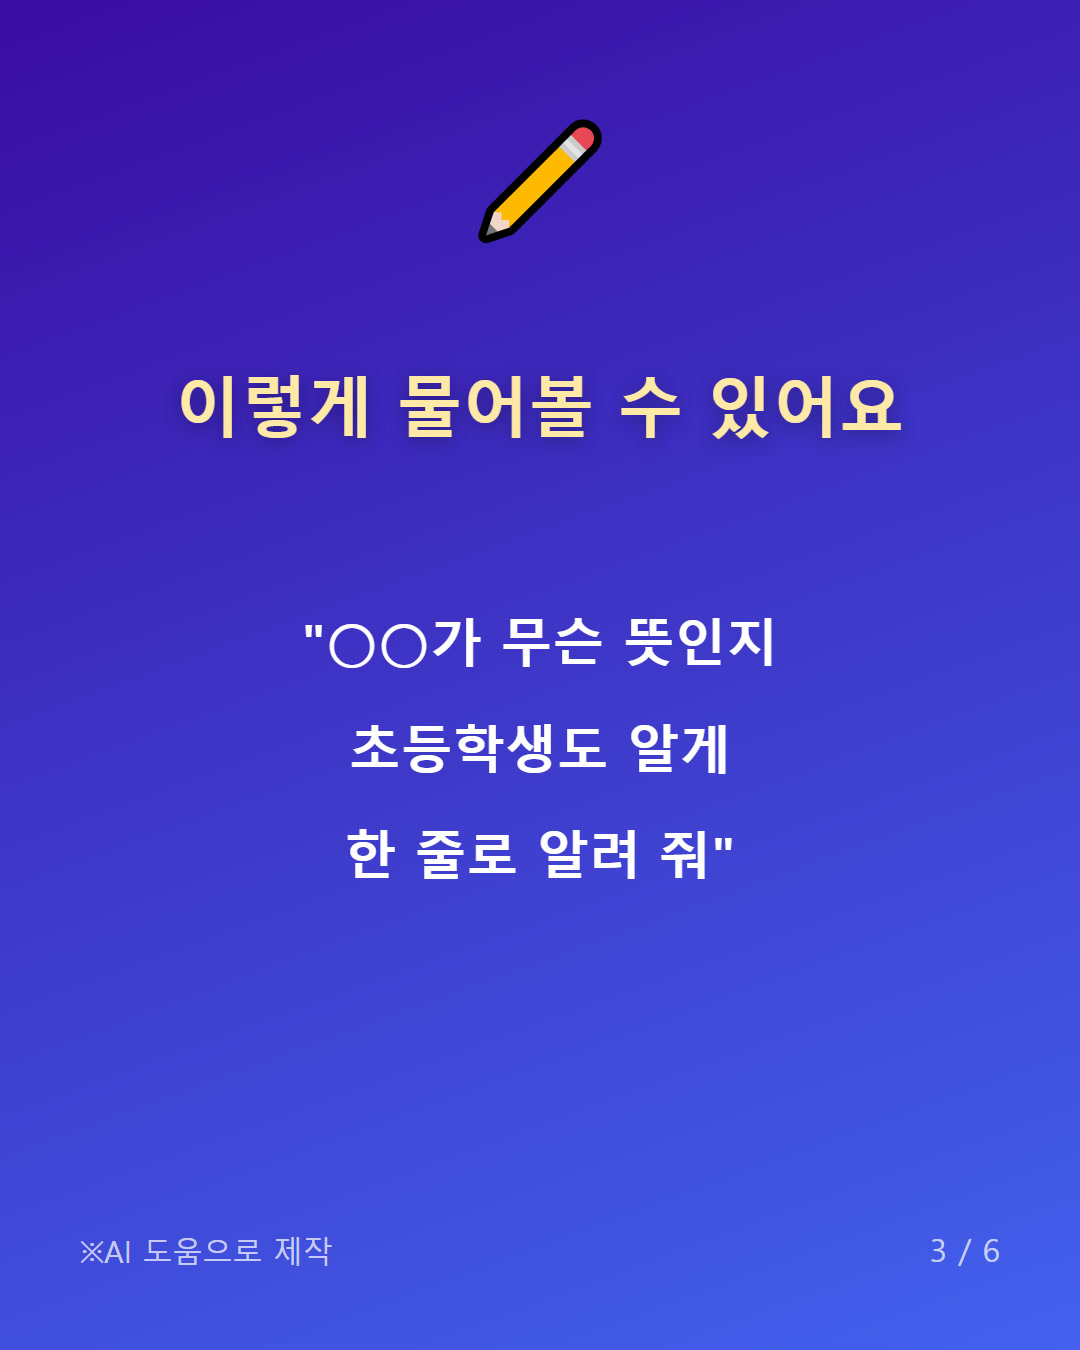 이렇게 물어볼 수 있어요
"○○가 무슨 뜻인지
초등학생도 알게
한 줄로 알려 줘"
※AI 도움으로 제작
3 / 6